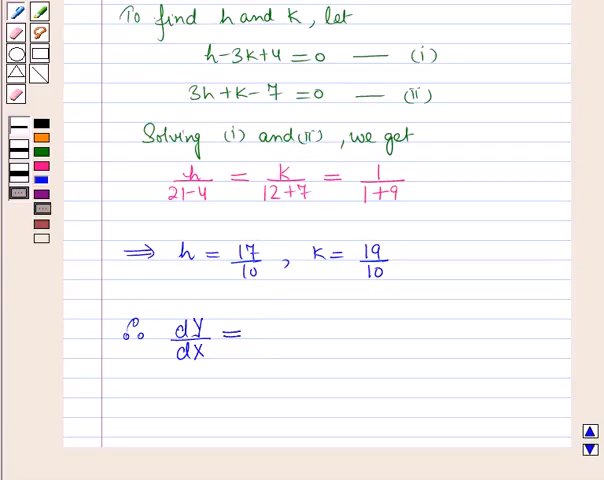 To find h and k, let
h-3k+4=0 — (i)
3h+k-7=0 — (ii)
Solving (i) and (ii), we get
h/(21-4) = k/(12+7) = 1/(1+9)
⇒ h = 17/10, k = 19/10
∴ dY/dX =